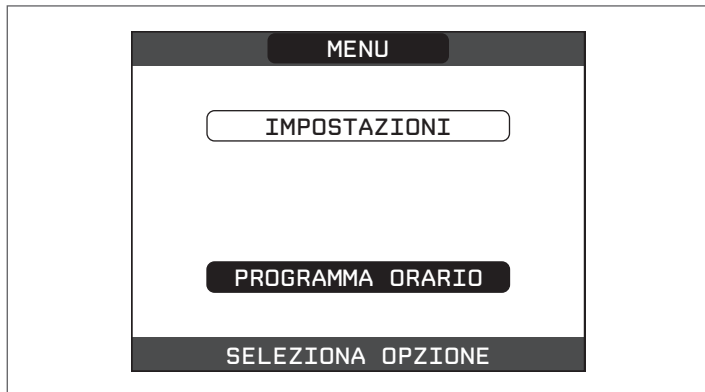 MENU
IMPOSTAZIONI
PROGRAMMA ORARIO
SELEZIONA OPZIONE